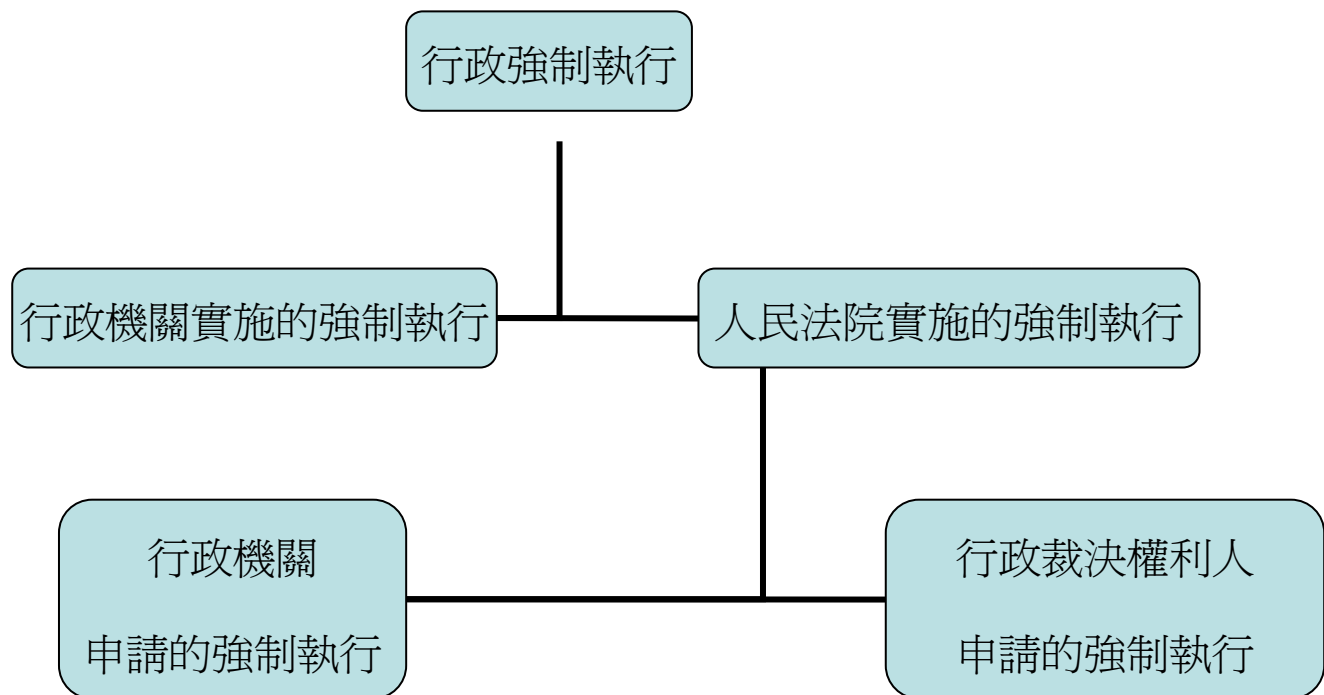 行政強制執行
行政機關實施的強制執行
人民法院實施的強制執行
行政機關
申請的強制執行
行政裁決權利人
申請的強制執行